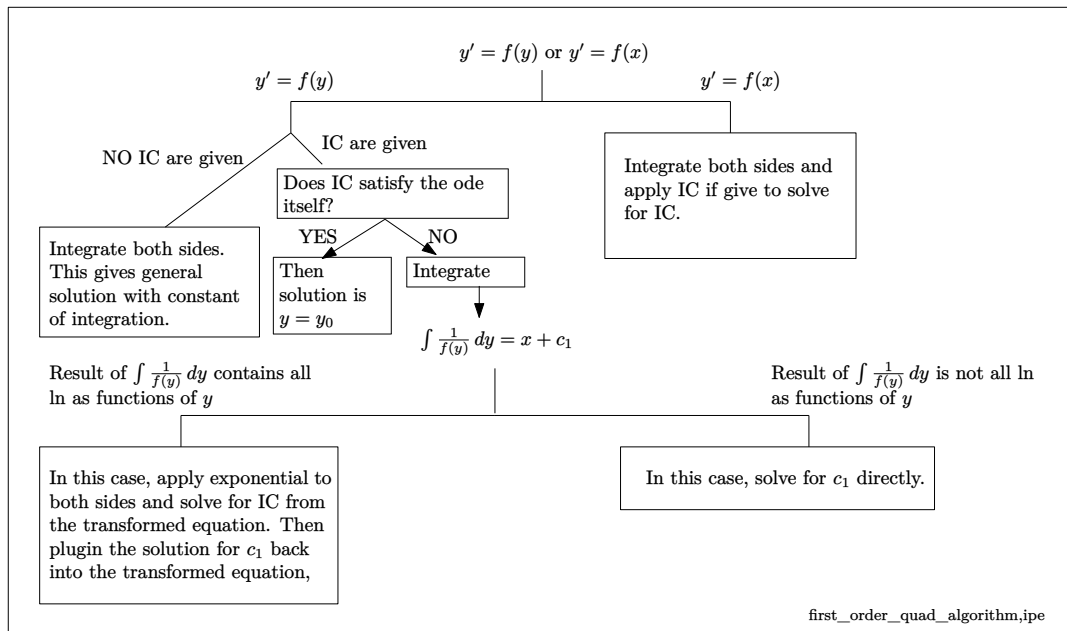 y′ = f(y) or y′ = f(x)
y′ = f(y)
y′ = f(x)
NO IC are given
IC are given
Does IC satisfy the ode
itself?
Integrate both sides and
apply IC if give to solve
for IC.
YES
NO
Integrate both sides.
This gives general
solution with constant
of integration.
Then
solution is
y = y₀
Integrate
∫ 1/f(y) dy = x + c₁
Result of ∫ 1/f(y) dy contains all
ln as functions of y
Result of ∫ 1/f(y) dy is not all ln
as functions of y
In this case, apply exponential to
both sides and solve for IC from
the transformed equation. Then
plugin the solution for c₁ back
into the transformed equation,
In this case, solve for c₁ directly.
first_order_quad_algorithm,ipe